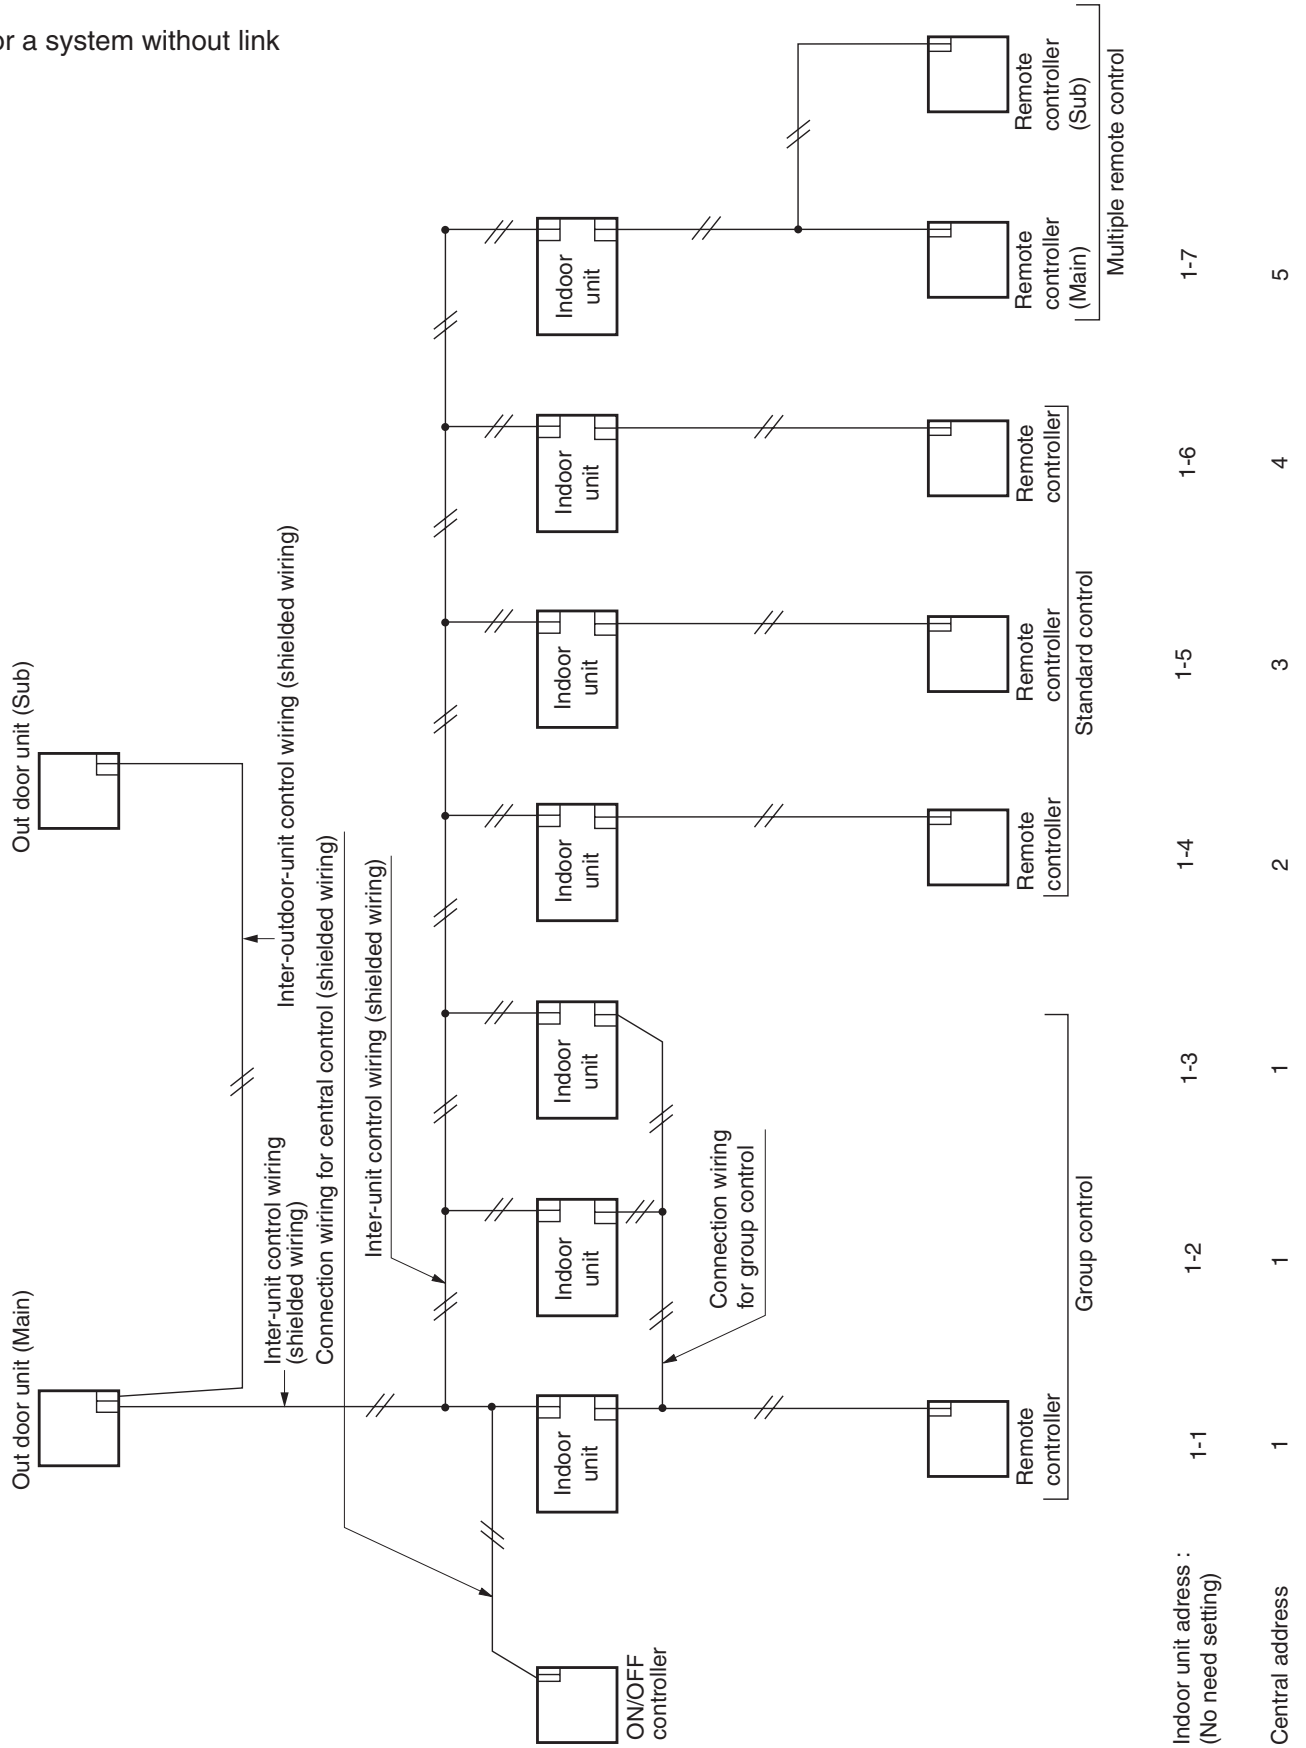 or a system without link
Out door unit (Main)
Out door unit (Sub)
Inter-outdoor-unit control wiring (shielded wiring)
Inter-unit control wiring
(shielded wiring)
Connection wiring for central control (shielded wiring)
Inter-unit control wiring (shielded wiring)
ON/OFF
controller
Indoor
unit
Indoor
unit
Indoor
unit
Indoor
unit
Indoor
unit
Indoor
unit
Indoor
unit
Connection wiring
for group control
Remote
controller
Remote
controller
Remote
controller
Remote
controller
Remote
controller
(Main)
Remote
controller
(Sub)
Group control
Standard control
Multiple remote control
Indoor unit adress :
(No need setting)
1-1
1-2
1-3
1-4
1-5
1-6
1-7
Central address
1
1
1
2
3
4
5